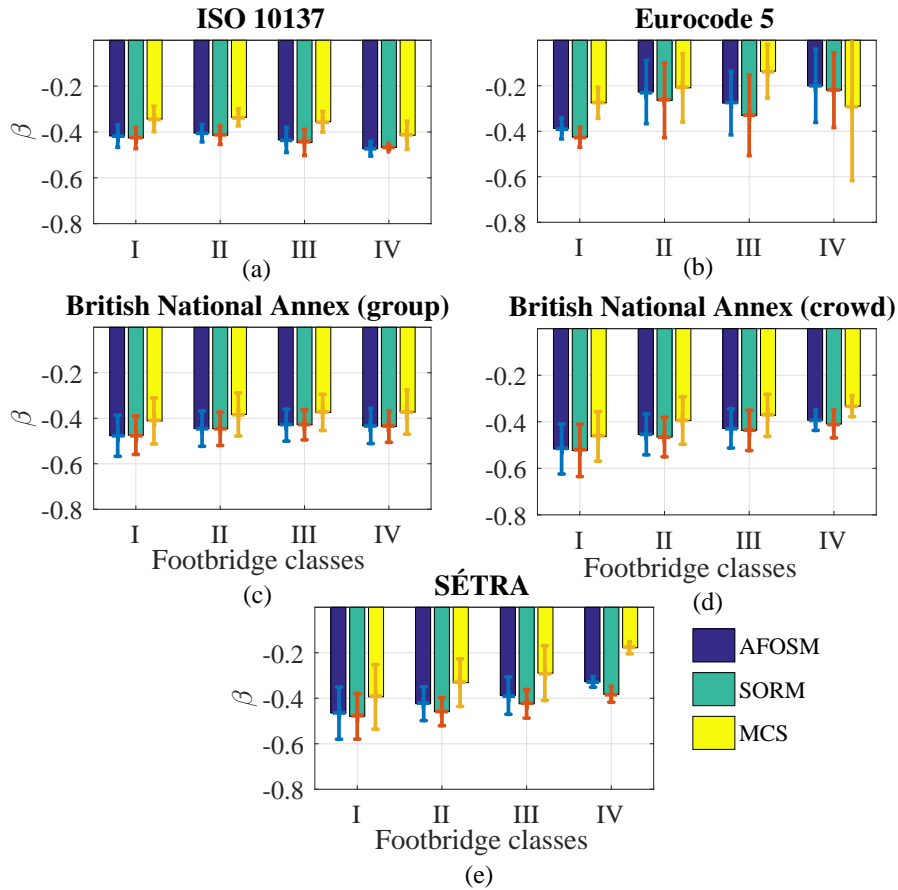 ISO 10137
β
-0.2
-0.4
-0.6
-0.8
I II III IV
(a)
Eurocode 5
-0.2
-0.4
-0.6
-0.8
I II III IV
(b)
British National Annex (group)
β
-0.2
-0.4
-0.6
-0.8
I II III IV
Footbridge classes
(c)
British National Annex (crowd)
-0.2
-0.4
-0.6
-0.8
I II III IV
Footbridge classes
(d)
SÉTRA
β
-0.2
-0.4
-0.6
-0.8
I II III IV
Footbridge classes
(e)
AFOSM
SORM
MCS